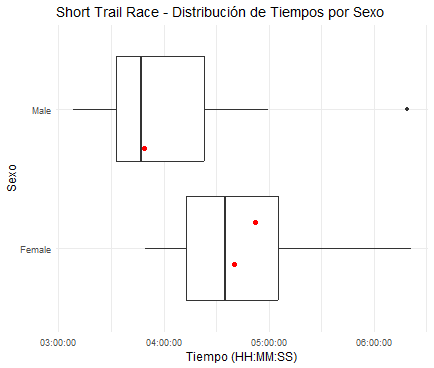 Short Trail Race - Distribución de Tiempos por Sexo
Male
Sexo
Female
03:00:00 04:00:00 05:00:00 06:00:00
Tiempo (HH:MM:SS)